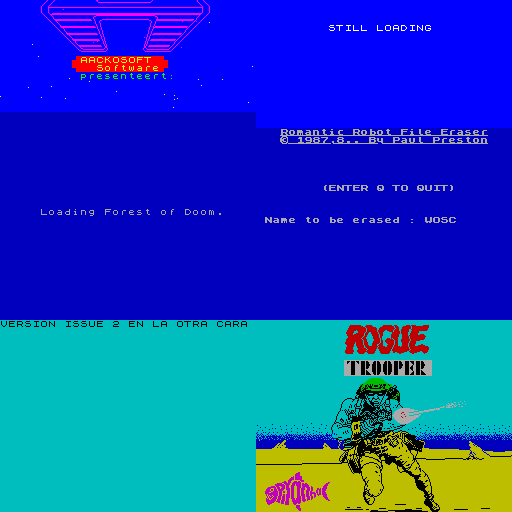 AACKOSOFT
Software
presenteert:
STILL LOADING
Romantic Robot File Eraser
© 1987,8.. By Paul Preston
(ENTER Q TO QUIT)
Name to be erased : WOSC
Loading Forest of Doom.
VERSION ISSUE 2 EN LA OTRA CARA
ROGUE
TROOPER
piranha